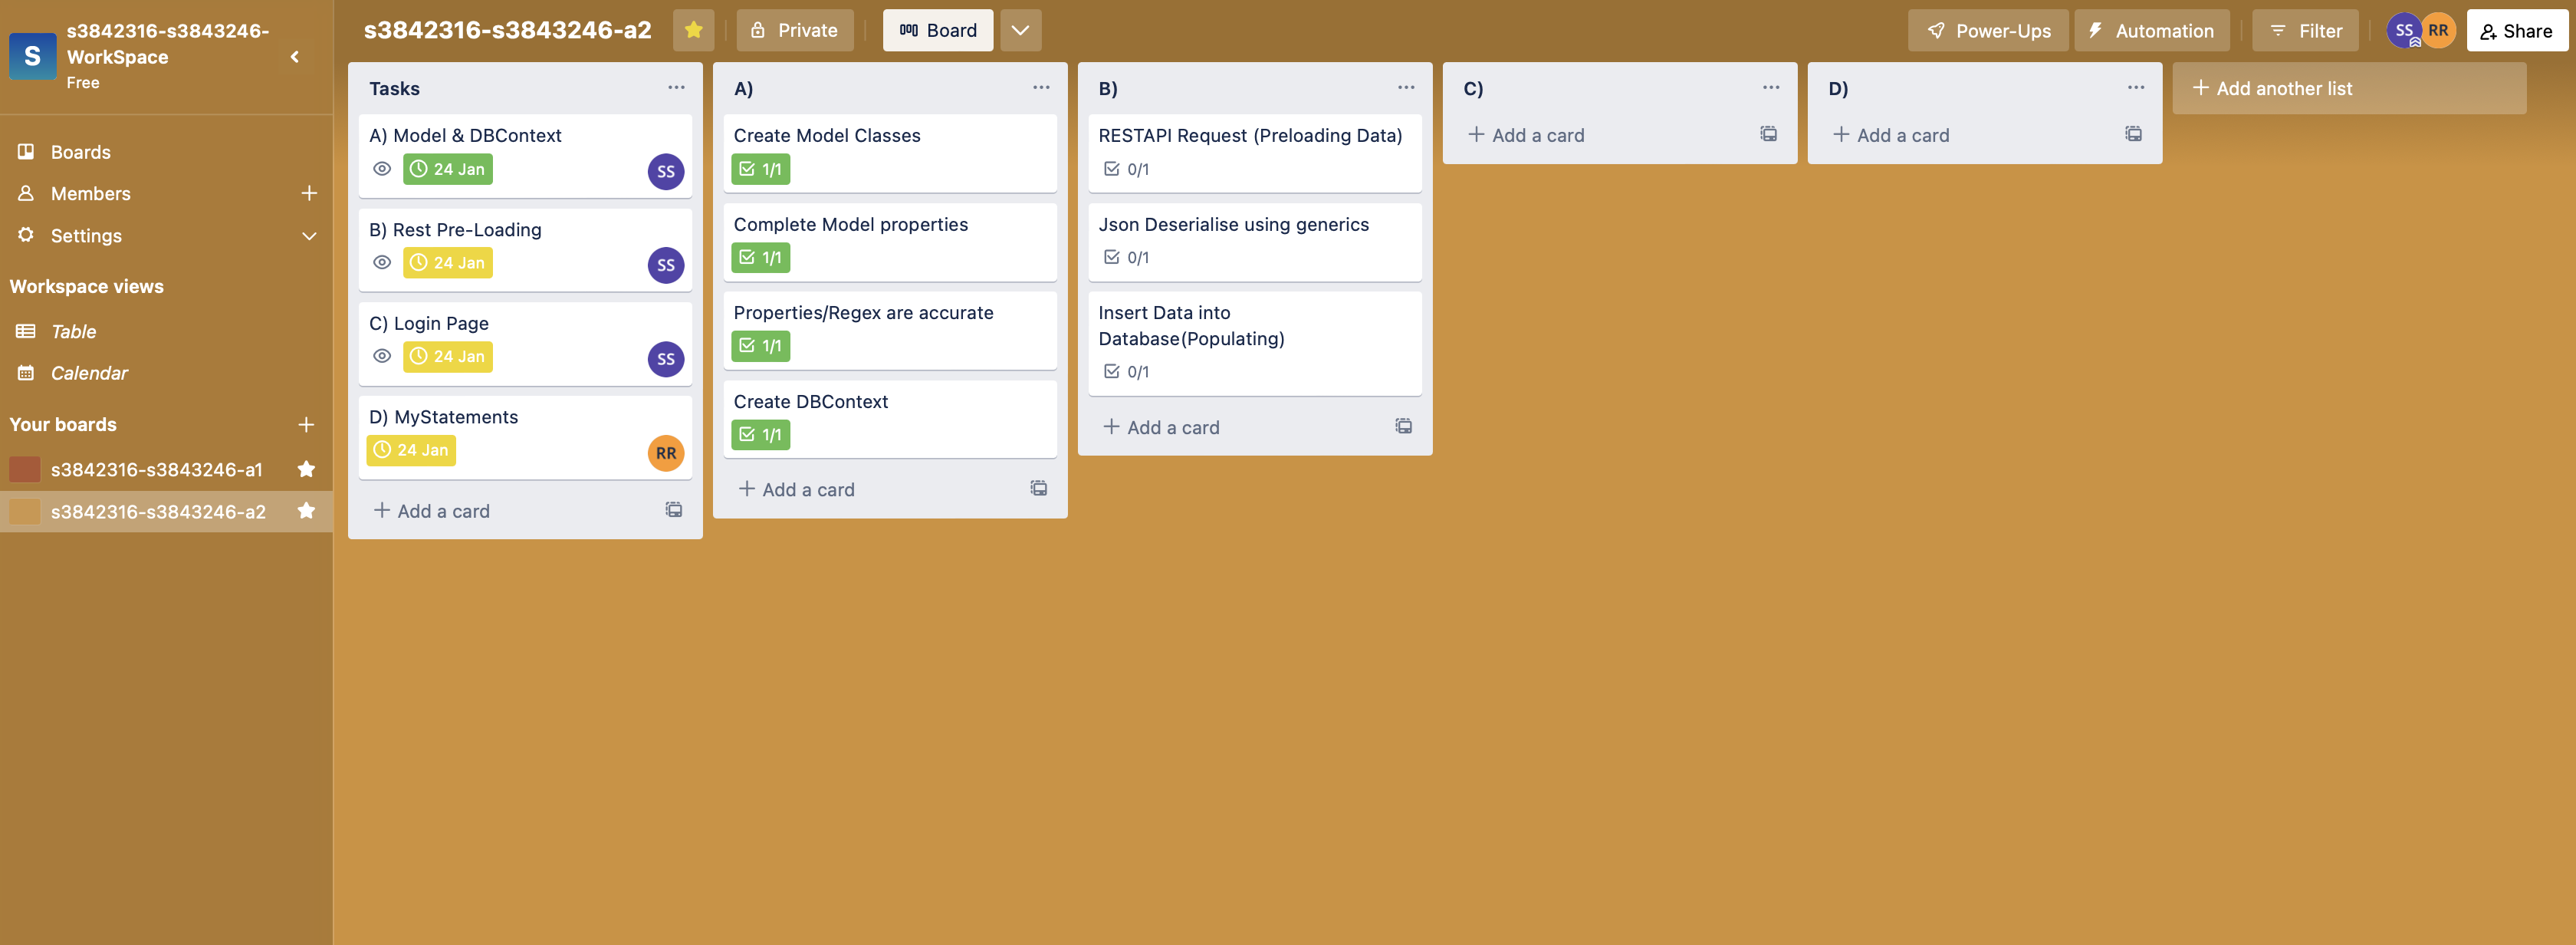 S
s3842316-s3843246-
WorkSpace
Free
Boards
Members
Settings
Workspace views
Table
Calendar
Your boards
s3842316-s3843246-a1
s3842316-s3843246-a2
s3842316-s3843246-a2
Private
Board
Power-Ups
Automation
Filter
SS
RR
Share
Tasks
A) Model & DBContext
24 Jan
SS
B) Rest Pre-Loading
24 Jan
SS
C) Login Page
24 Jan
SS
D) MyStatements
24 Jan
RR
Add a card
A)
Create Model Classes
1/1
Complete Model properties
1/1
Properties/Regex are accurate
1/1
Create DBContext
1/1
Add a card
B)
RESTAPI Request (Preloading Data)
0/1
Json Deserialise using generics
0/1
Insert Data into
Database(Populating)
0/1
Add a card
C)
Add a card
D)
Add a card
Add another list